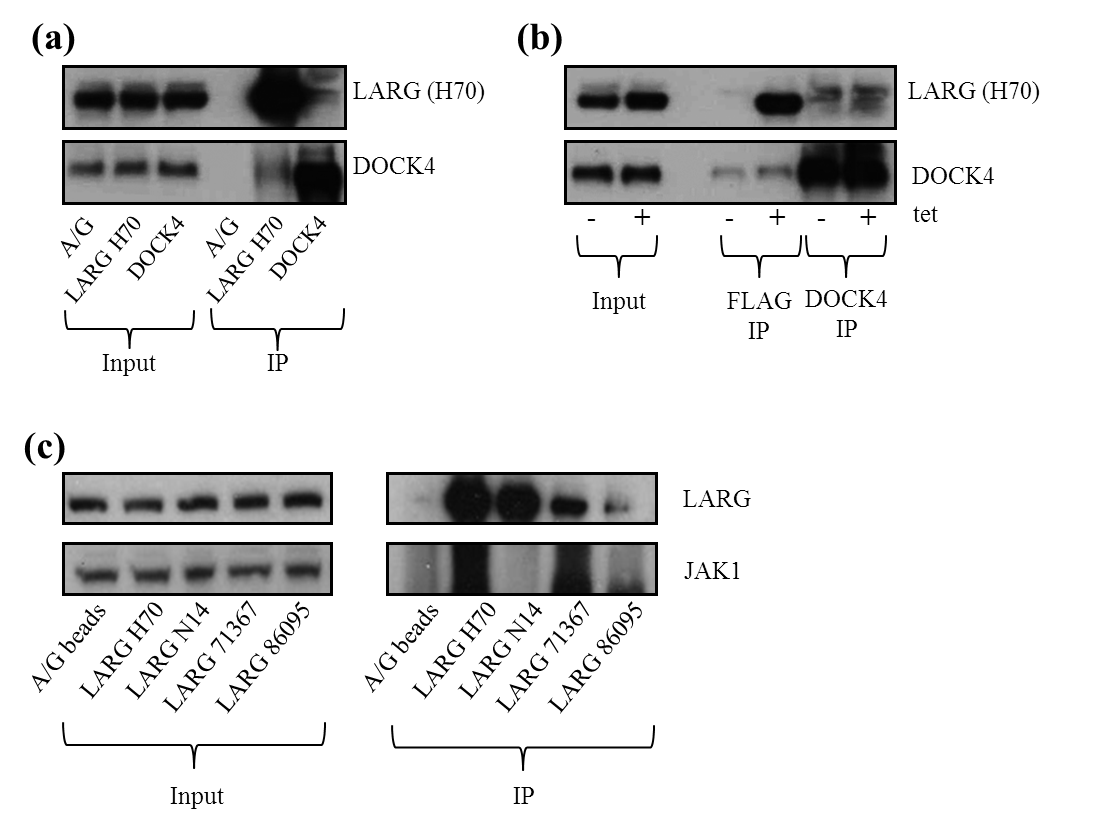 (a)
LARG (H70)
DOCK4
A/G
LARG H70
DOCK4
A/G
LARG H70
DOCK4
Input
IP
(b)
LARG (H70)
DOCK4
- + - + - + tet
Input
FLAG
IP
DOCK4
IP
(c)
LARG
JAK1
A/G beads
LARG H70
LARG N14
LARG 71367
LARG 86095
A/G beads
LARG H70
LARG N14
LARG 71367
LARG 86095
Input
IP